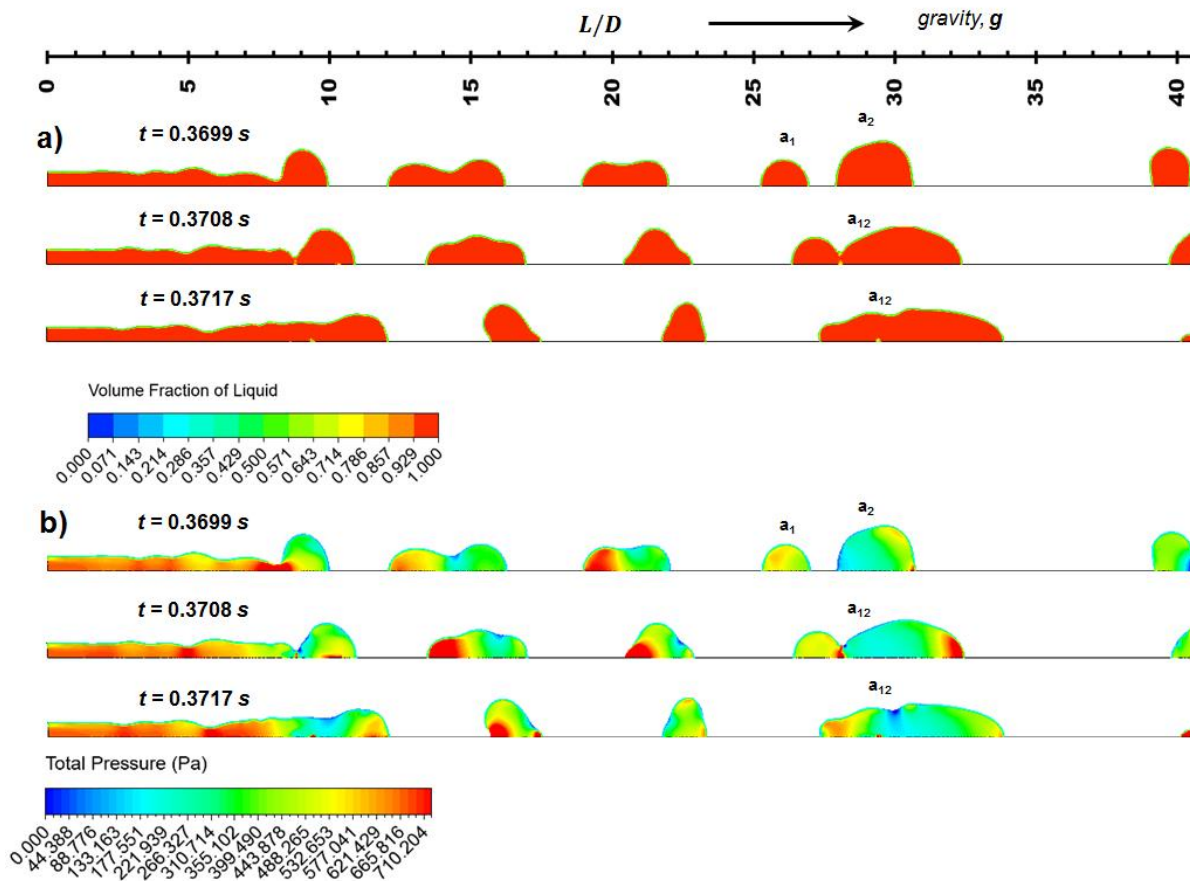 L/D gravity, g
0 5 10 15 20 25 30 35 40
a)
t = 0.3699 s
a1 a2
t = 0.3708 s
a12
t = 0.3717 s
a12
Volume Fraction of Liquid
0.000 0.071 0.143 0.214 0.286 0.357 0.429 0.500 0.571 0.643 0.714 0.786 0.857 0.929 1.000
b)
t = 0.3699 s
a1 a2
t = 0.3708 s
a12
t = 0.3717 s
a12
Total Pressure (Pa)
0.000 44.388 88.776 133.163 177.551 221.939 266.327 310.714 355.102 399.490 443.878 488.265 532.653 577.041 621.429 665.816 710.204